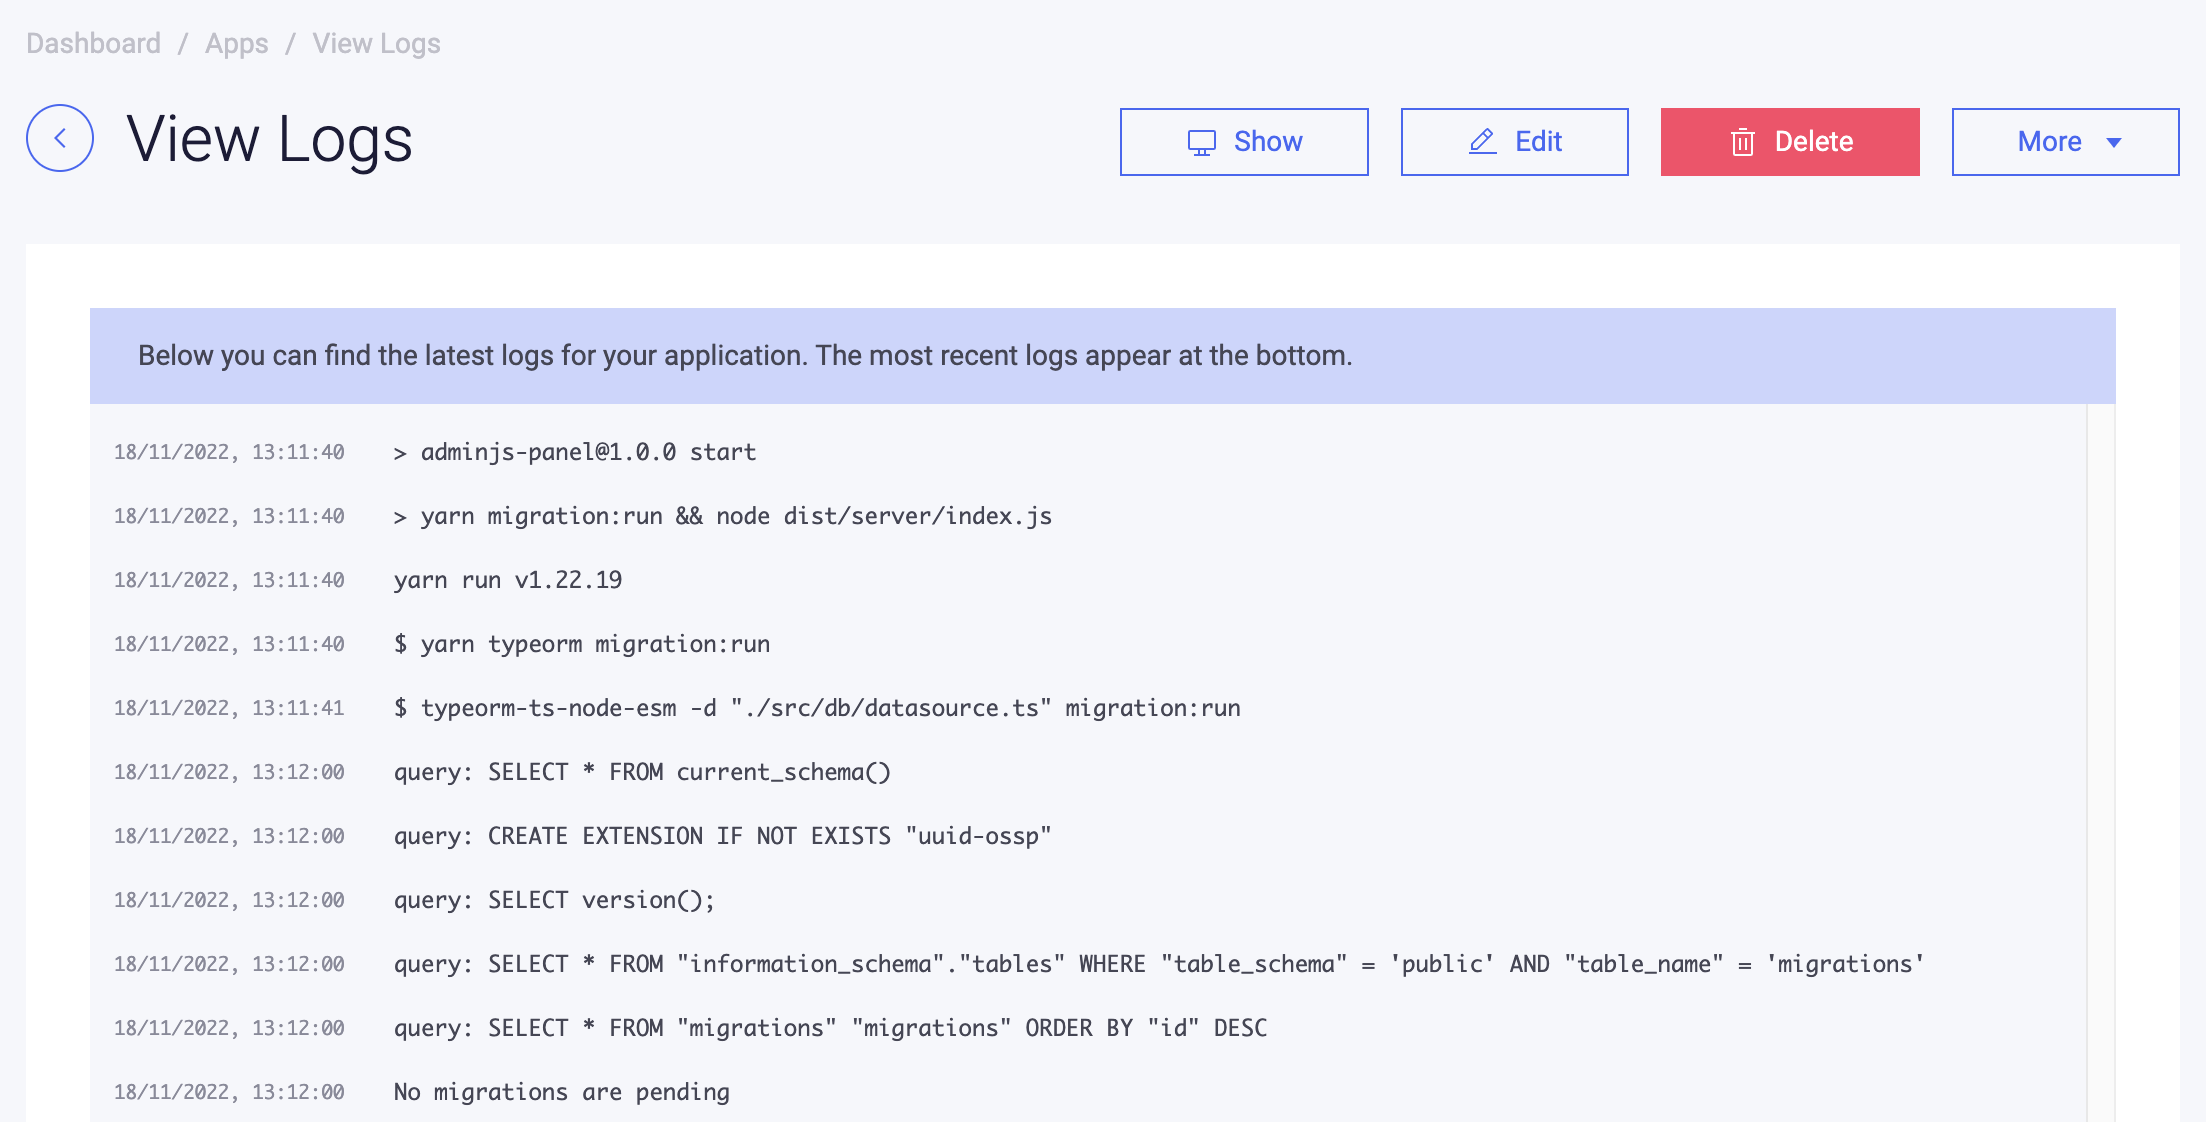 Dashboard / Apps / View Logs
View Logs
Show
Edit
Delete
More
Below you can find the latest logs for your application. The most recent logs appear at the bottom.
18/11/2022, 13:11:40 > adminjs-panel@1.0.0 start
18/11/2022, 13:11:40 > yarn migration:run && node dist/server/index.js
18/11/2022, 13:11:40 yarn run v1.22.19
18/11/2022, 13:11:40 $ yarn typeorm migration:run
18/11/2022, 13:11:41 $ typeorm-ts-node-esm -d "./src/db/datasource.ts" migration:run
18/11/2022, 13:12:00 query: SELECT * FROM current_schema()
18/11/2022, 13:12:00 query: CREATE EXTENSION IF NOT EXISTS "uuid-ossp"
18/11/2022, 13:12:00 query: SELECT version();
18/11/2022, 13:12:00 query: SELECT * FROM "information_schema"."tables" WHERE "table_schema" = 'public' AND "table_name" = 'migrations'
18/11/2022, 13:12:00 query: SELECT * FROM "migrations" "migrations" ORDER BY "id" DESC
18/11/2022, 13:12:00 No migrations are pending